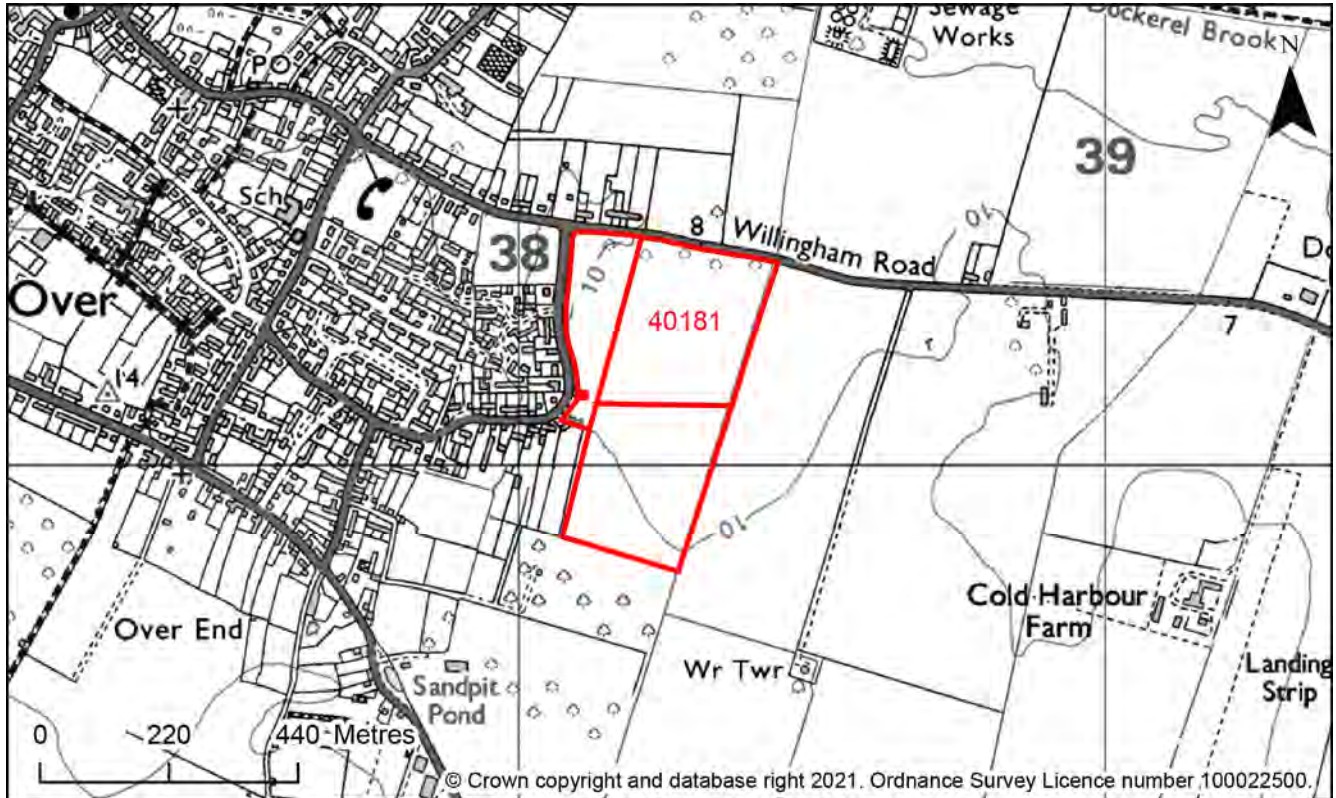 Sewage
Works
Dockerel Brook
N
PO
39
Sch
38
10
8
Willingham Road
10
Over
40181
7
14
10
Cold Harbour
Farm
Over End
Wr Twr
Landing
Strip
Sandpit
Pond
0 220 440 Metres
© Crown copyright and database right 2021. Ordnance Survey Licence number 100022500.